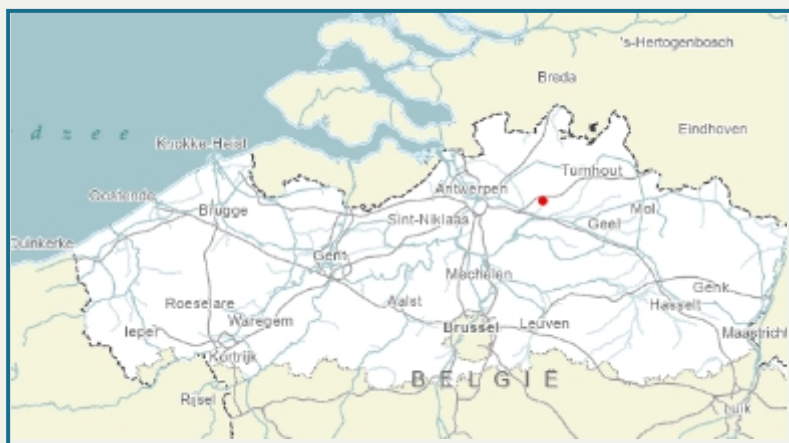 's-Hertogenbosch
Breda
Eindhoven
d z e e
Knokke-Heist
Turnhout
Antwerpen
Oostende
Brugge
Sint-Niklaas
Mol
Geel
Duinkerke
Gent
Mechelen
Genk
Roeselare
Aalst
Hasselt
Waregem
Brussel
Leuven
Ieper
Maastricht
Kortrijk
BELGIË
Rijsel
Luik